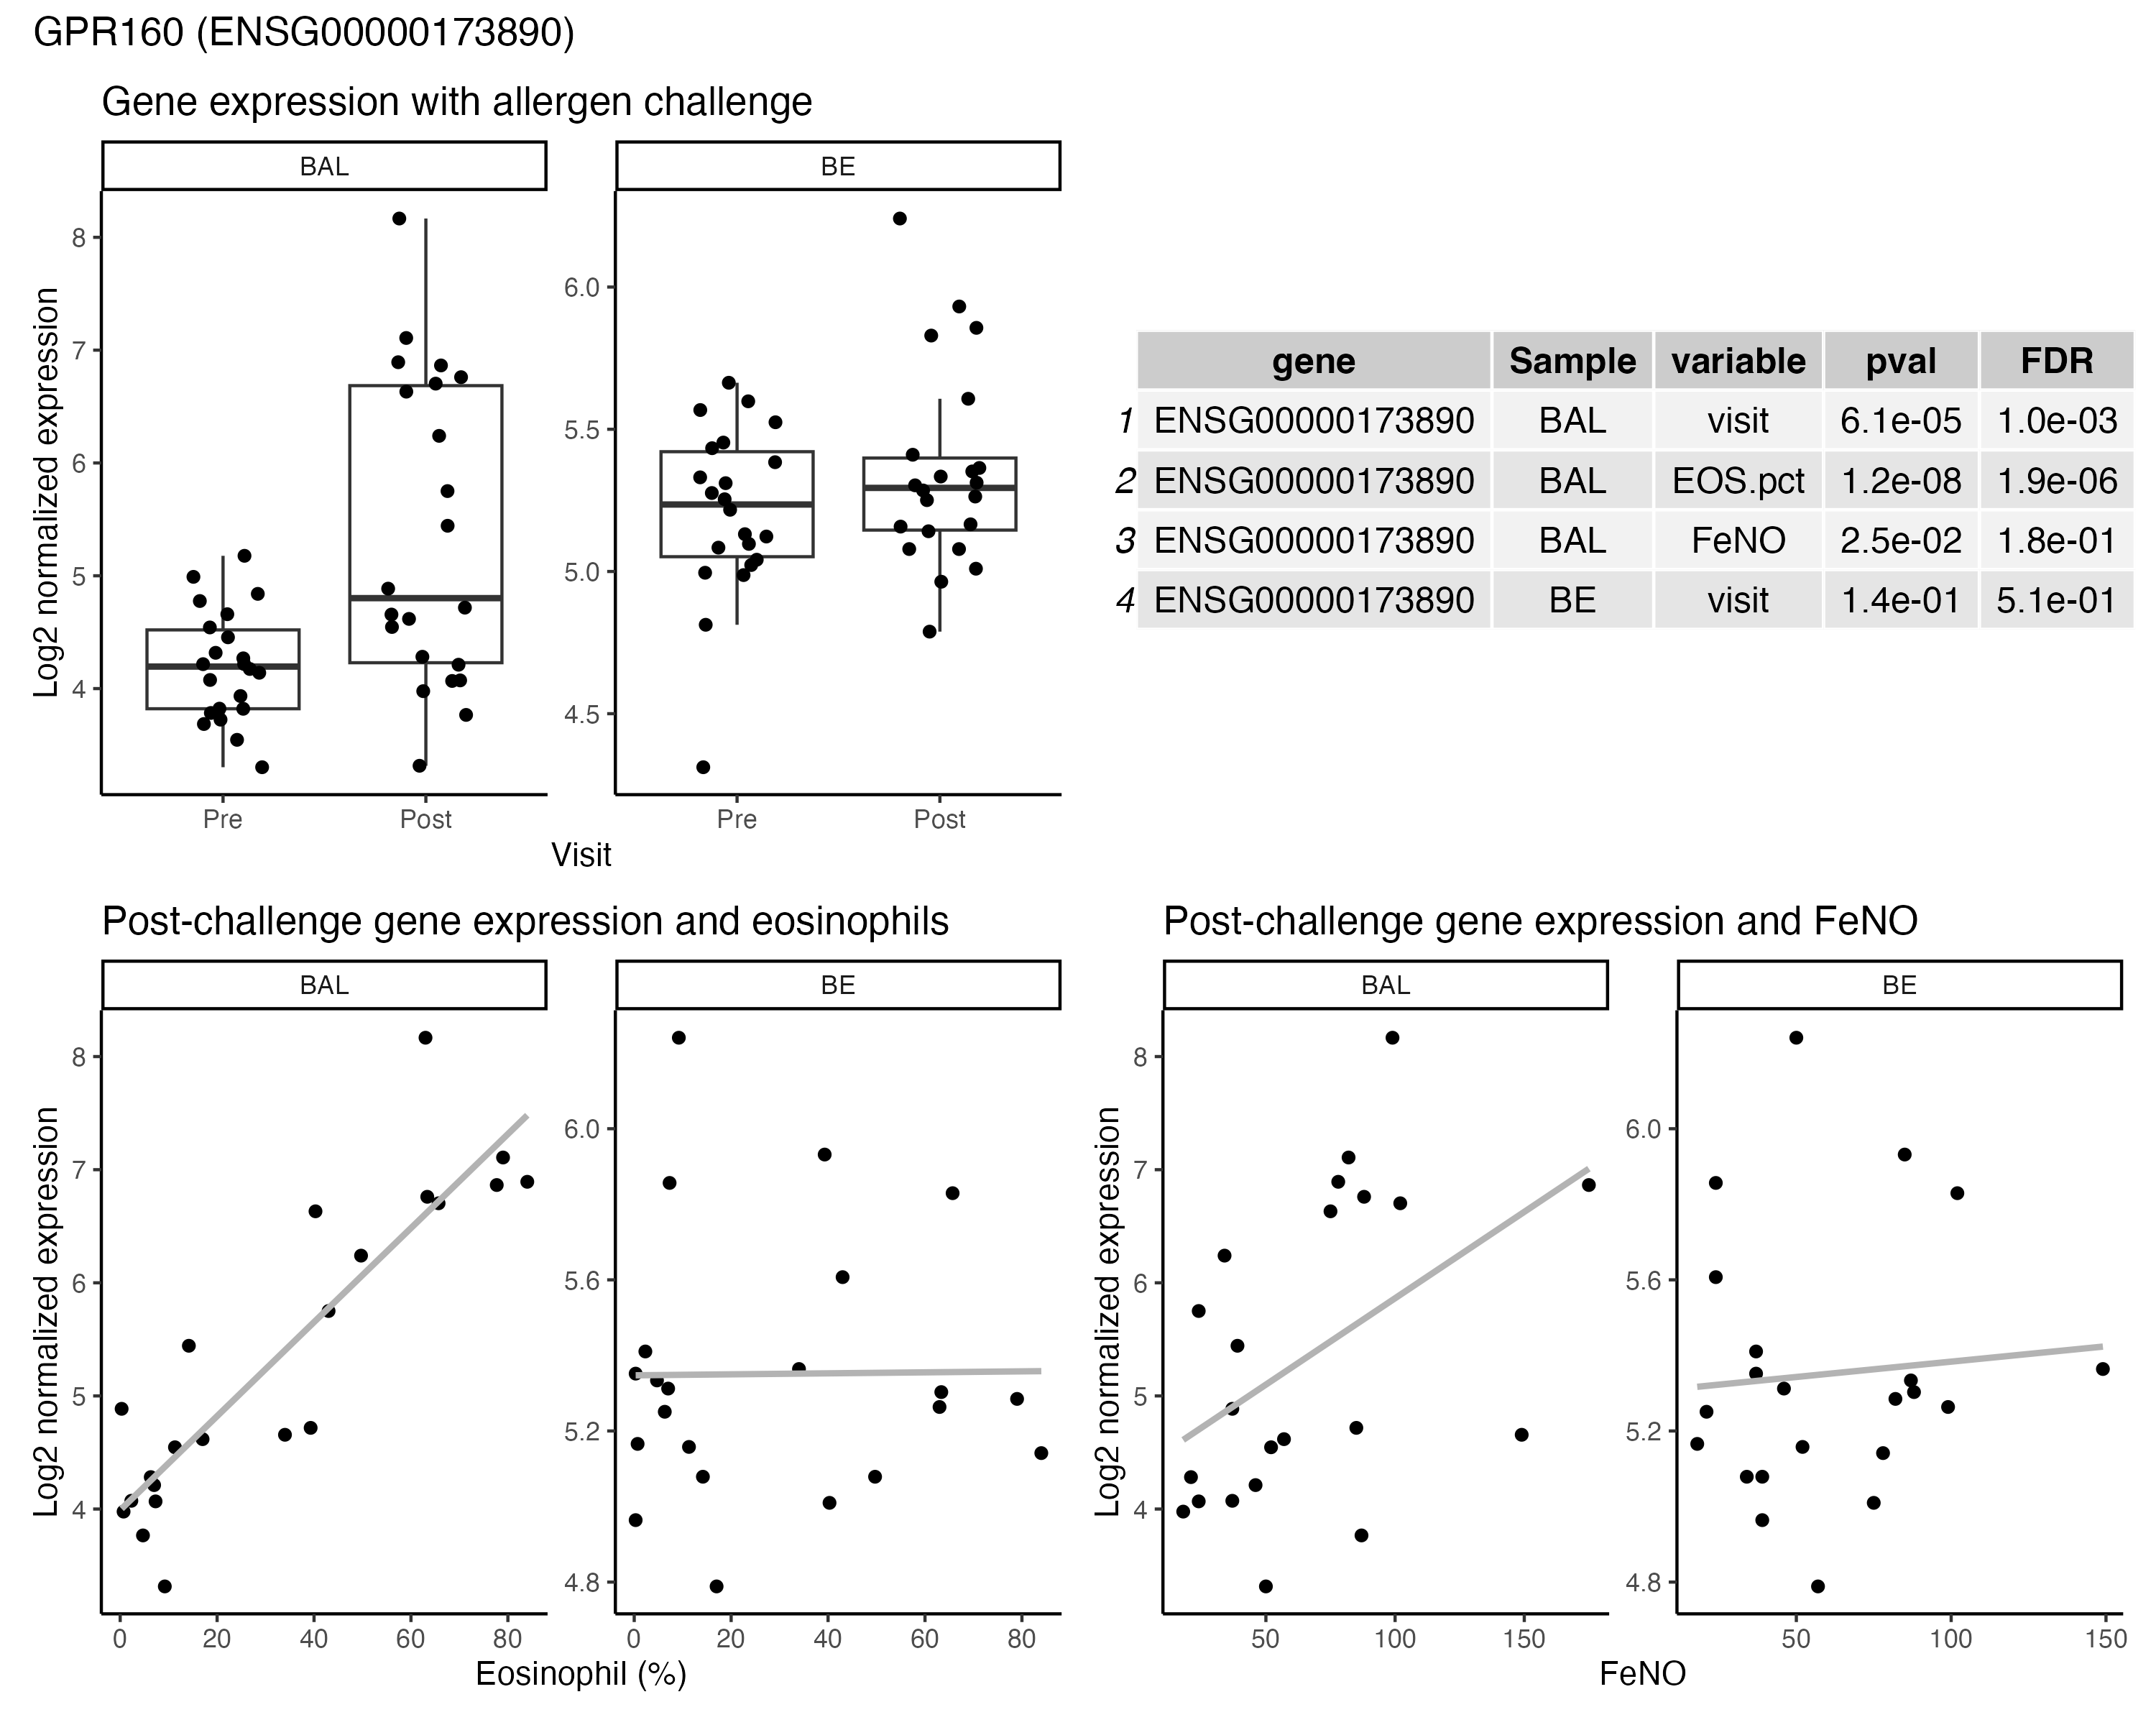 GPR160 (ENSG00000173890)
Gene expression with allergen challenge
BAL
BE
Log2 normalized expression
8
7
6
5
4
6.0
5.5
5.0
4.5
Pre
Post
Pre
Post
Visit
gene Sample variable pval FDR
1 ENSG00000173890 BAL visit 6.1e-05 1.0e-03
2 ENSG00000173890 BAL EOS.pct 1.2e-08 1.9e-06
3 ENSG00000173890 BAL FeNO 2.5e-02 1.8e-01
4 ENSG00000173890 BE visit 1.4e-01 5.1e-01
Post-challenge gene expression and eosinophils
BAL
BE
Log2 normalized expression
8
7
6
5
4
6.0
5.6
5.2
4.8
0 20 40 60 80
0 20 40 60 80
Eosinophil (%)
Post-challenge gene expression and FeNO
BAL
BE
Log2 normalized expression
8
7
6
5
4
6.0
5.6
5.2
4.8
50 100 150
50 100 150
FeNO